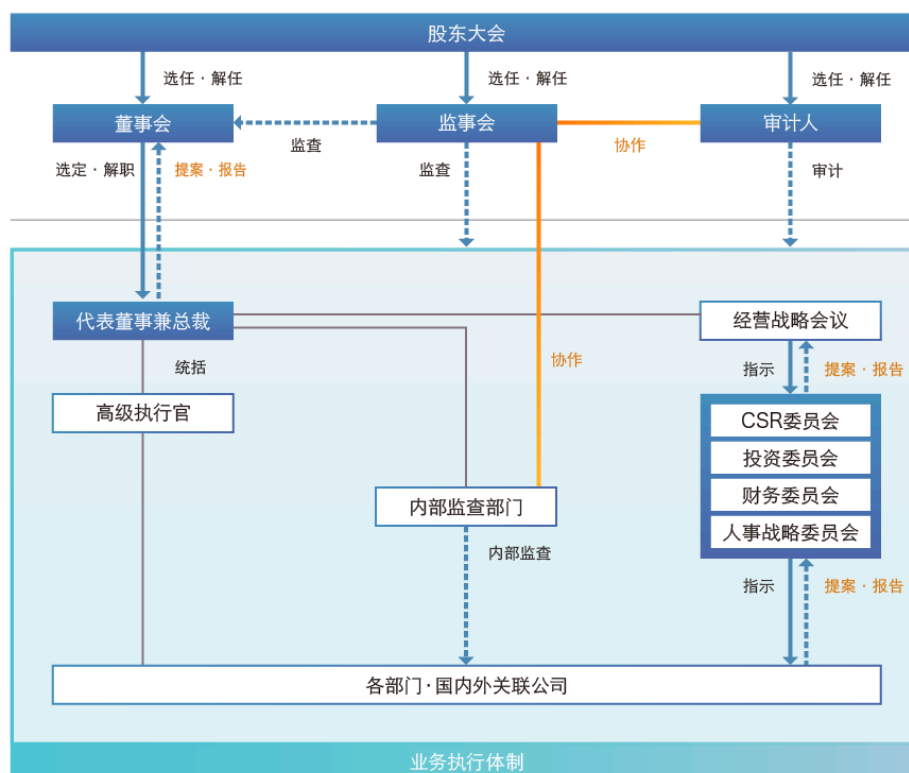 股东大会
选任·解任
选任·解任
选任·解任
董事会
监事会
审计人
监查
协作
选定·解职
提案·报告
监查
审计
代表董事兼总裁
经营战略会议
统括
协作
指示
提案·报告
高级执行官
CSR委员会
投资委员会
财务委员会
人事战略委员会
内部监查部门
内部监查
指示
提案·报告
各部门·国内外关联公司
业务执行体制